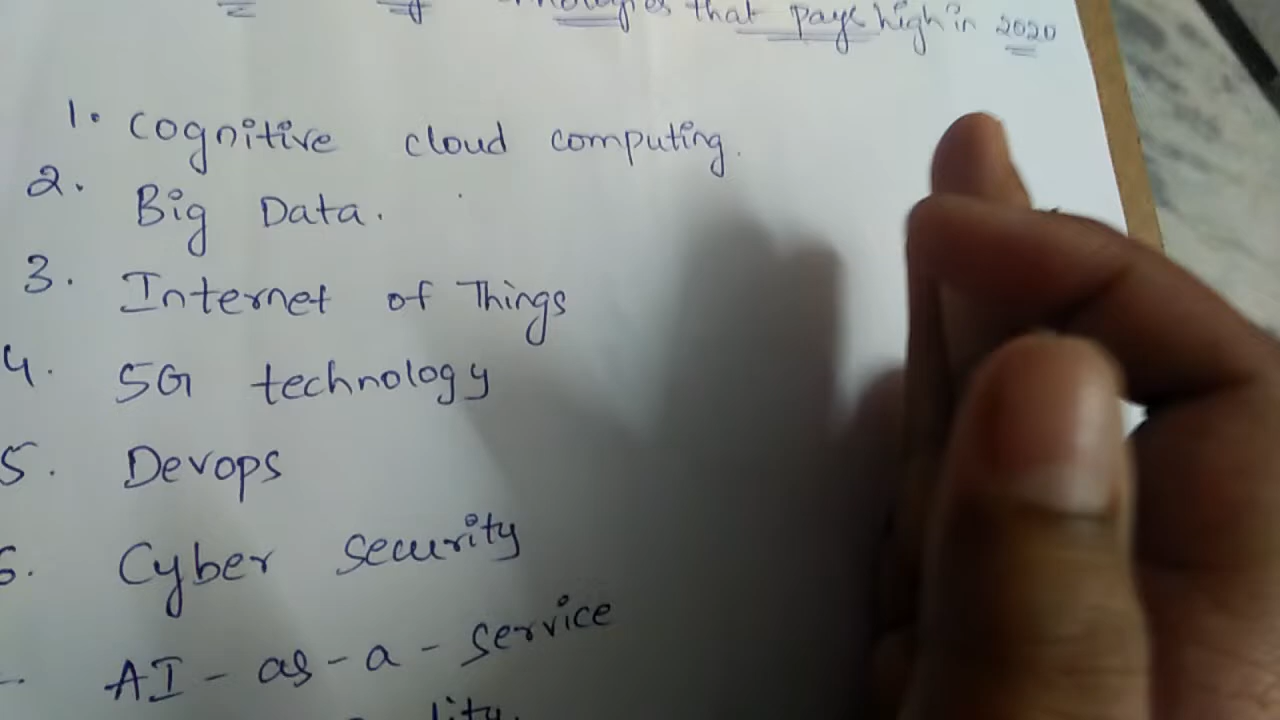 that pays high in 2020
1. Cognitive cloud computing.
2. Big Data.
3. Internet of Things
4. 5G technology
5. Devops
6. Cyber security
AI-as-a-service